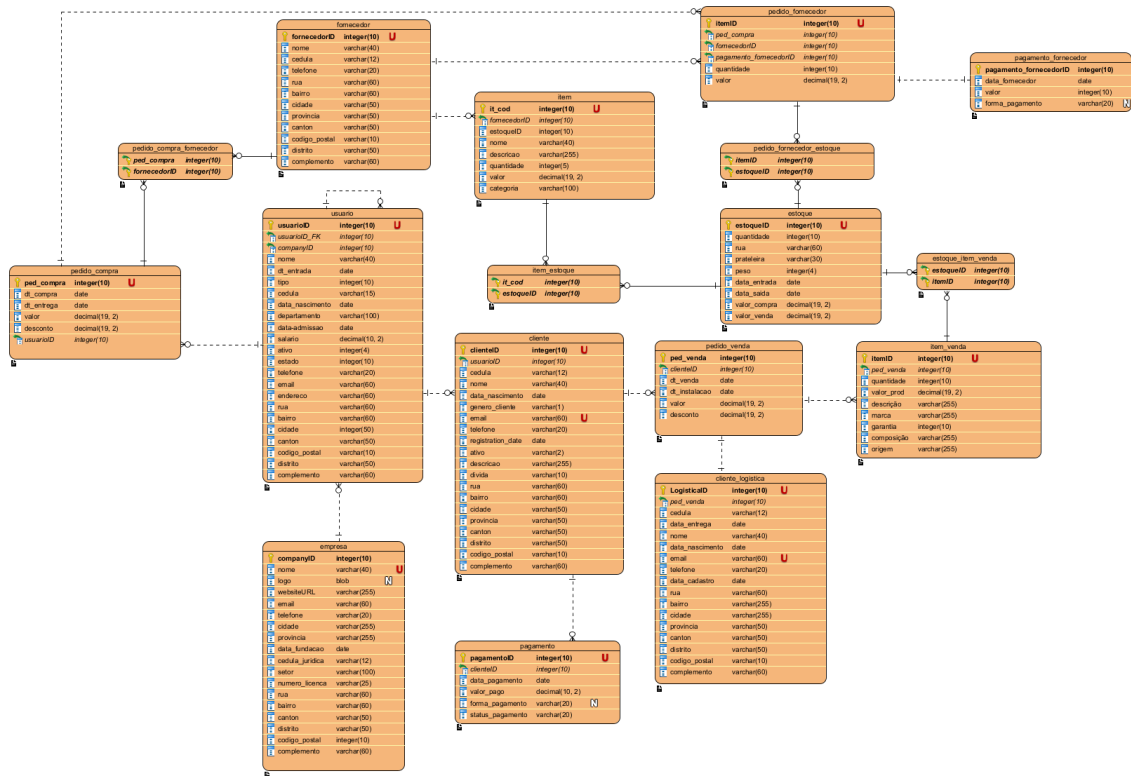 pedido_fornecedor
itemID integer(10) U
ped_compra integer(10)
fornecedorID integer(10)
pagamento_fornecedorID integer(10)
quantidade integer(10)
valor decimal(19, 2)
fornecedor
fornecedorID integer(10) U
nome varchar(40)
cedula varchar(12)
telefone varchar(20)
rua varchar(60)
bairro varchar(60)
cidade varchar(50)
provincia varchar(50)
canton varchar(50)
codigo_postal varchar(10)
distrito varchar(50)
complemento varchar(60)
pagamento_fornecedor
pagamento_fornecedorID integer(10)
data_fornecedor date
valor integer(10)
forma_pagamento varchar(20) N
item
it_cod integer(10) U
fornecedorID integer(10)
estoqueID integer(10)
nome varchar(40)
descricao varchar(255)
quantidade integer(5)
valor decimal(19, 2)
categoria varchar(100)
pedido_compra_fornecedor
ped_compra integer(10)
fornecedorID integer(10)
pedido_fornecedor_estoque
itemID integer(10)
estoqueID integer(10)
usuario
usuarioID integer(10) U
usuarioID_FK integer(10)
companyID integer(10)
nome varchar(40)
dt_entrada date
tipo integer(10)
cedula varchar(15)
data_nascimento date
departamento varchar(100)
data-admissao date
salario decimal(10, 2)
ativo integer(4)
estado integer(10)
telefone varchar(20)
email varchar(60)
endereco varchar(60)
rua varchar(60)
bairro varchar(60)
cidade integer(50)
canton varchar(50)
codigo_postal varchar(10)
distrito varchar(50)
complemento varchar(60)
estoque
estoqueID integer(10) U
quantidade integer(10)
rua varchar(60)
prateleira varchar(30)
peso integer(4)
data_entrada date
data_saida date
valor_compra decimal(19, 2)
valor_venda decimal(19, 2)
estoque_item_venda
estoqueID integer(10)
itemID integer(10)
pedido_compra
ped_compra integer(10) U
dt_compra date
dt_entrega date
valor decimal(19, 2)
desconto decimal(19, 2)
usuarioID integer(10)
item_estoque
it_cod integer(10)
estoqueID integer(10)
cliente
clienteID integer(10) U
usuarioID integer(10)
cedula varchar(12)
nome varchar(40)
data_nascimento date
genero_cliente varchar(1)
email varchar(60) U
telefone varchar(20)
registration_date date
ativo varchar(2)
descricao varchar(255)
divida varchar(10)
rua varchar(60)
bairro varchar(60)
cidade varchar(50)
provincia varchar(50)
canton varchar(50)
distrito varchar(50)
codigo_postal varchar(10)
complemento varchar(60)
pedido_venda
ped_venda integer(10)
clienteID integer(10)
dt_venda date
dt_instalacao date
valor decimal(19, 2)
desconto decimal(19, 2)
item_venda
itemID integer(10) U
ped_venda integer(10)
quantidade integer(10)
valor_prod decimal(19, 2)
descrição varchar(255)
marca varchar(255)
garantia integer(10)
composição varchar(255)
origem varchar(255)
cliente_logistica
LogisticaID integer(10) U
ped_venda integer(10)
cedula varchar(12)
data_entrega date
nome varchar(40)
data_nascimento date
email varchar(60) U
telefone varchar(20)
data_cadastro date
rua varchar(60)
bairro varchar(255)
cidade varchar(255)
provincia varchar(50)
canton varchar(50)
distrito varchar(50)
codigo_postal varchar(10)
complemento varchar(60)
empresa
companyID integer(10)
nome varchar(40) U
logo blob N
websiteURL varchar(255)
email varchar(60)
telefone varchar(20)
cidade varchar(255)
provincia varchar(255)
data_fundacao date
cedula_juridica varchar(12)
setor varchar(100)
numero_licenca varchar(25)
rua varchar(60)
bairro varchar(60)
canton varchar(50)
distrito varchar(50)
codigo_postal integer(10)
complemento varchar(60)
pagamento
pagamentoID integer(10) U
clienteID integer(10)
data_pagamento date
valor_pago decimal(10, 2)
forma_pagamento varchar(20) N
status_pagamento varchar(20)